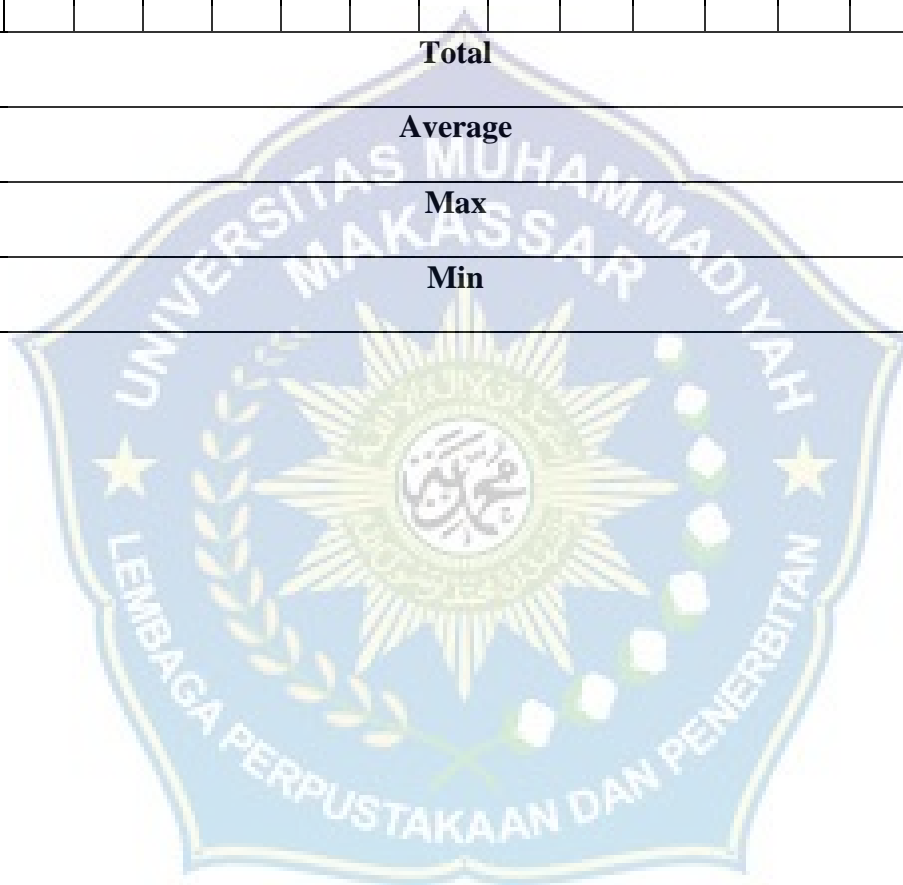 Total
Average
Max
Min
UNIVERSITAS MUHAMMADIYAH
MAKASSAR
LEMBAGA PERPUSTAKAAN DAN PENERBITAN